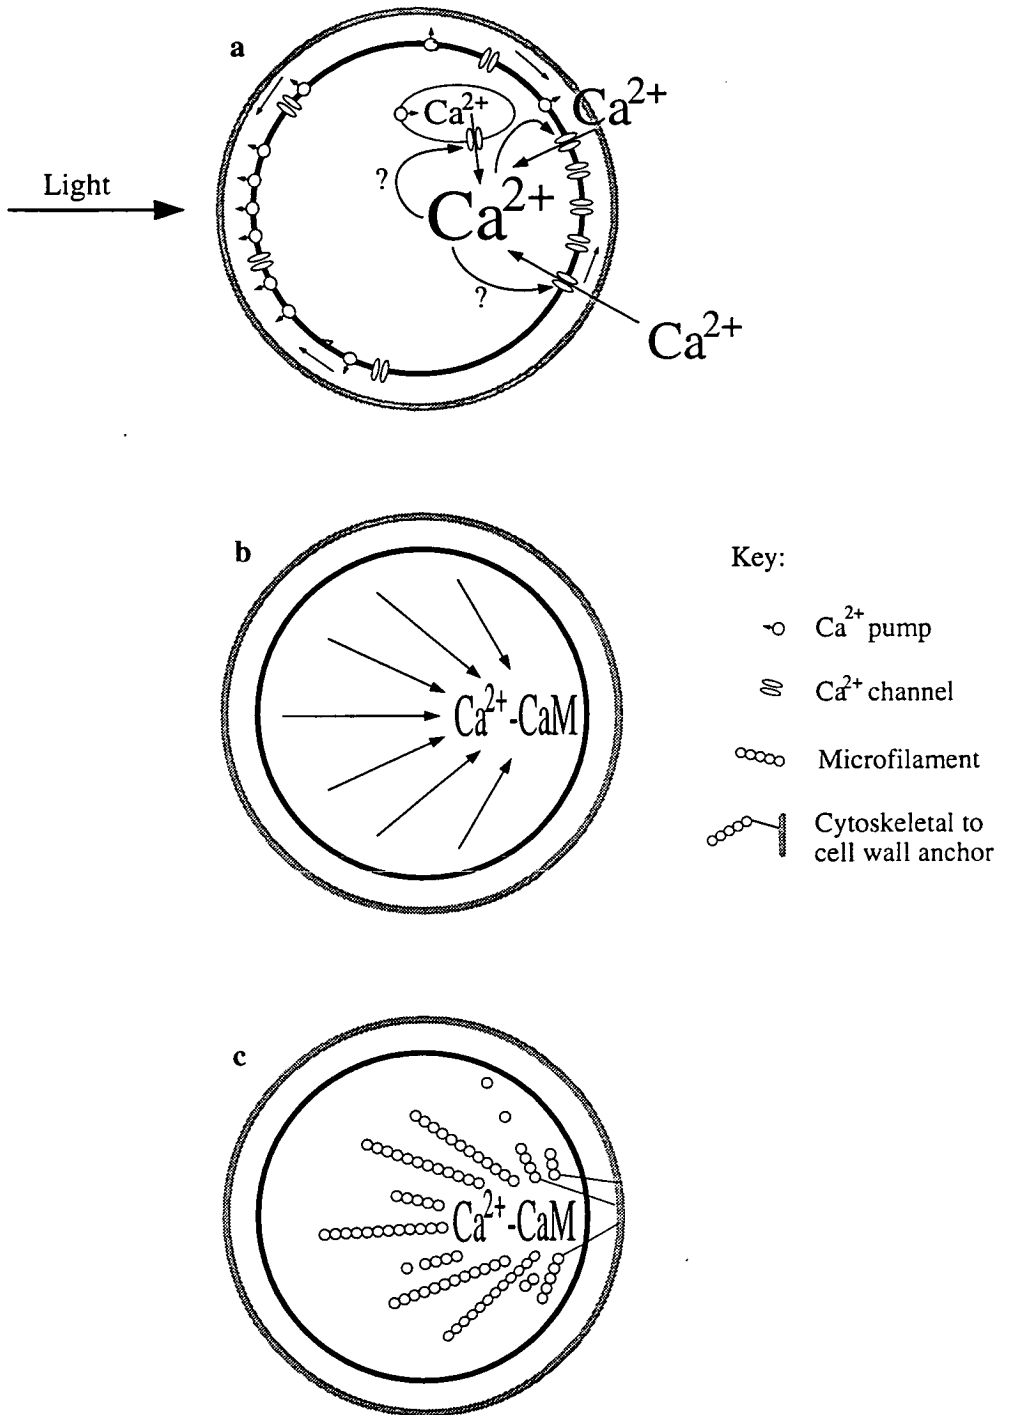 a
Ca²⁺
Ca²⁺
Light
?
Ca²⁺
?
Ca²⁺
b
Key:
Ca²⁺ pump
Ca²⁺ channel
Ca²⁺-CaM
Microfilament
Cytoskeletal to
cell wall anchor
c
Ca²⁺-CaM